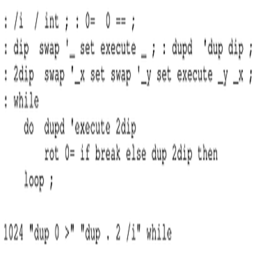 : /i  / int ; : 0=  0 == ;
: dip  swap '_ set execute _ ; : dupd  'dup dip ;
: 2dip  swap '_x set swap '_y set execute _y _x ;
: while
   do  dupd 'execute 2dip
      rot 0= if break else dup 2dip then
   loop ;
1024 "dup 0 >" "dup . 2 /i" while